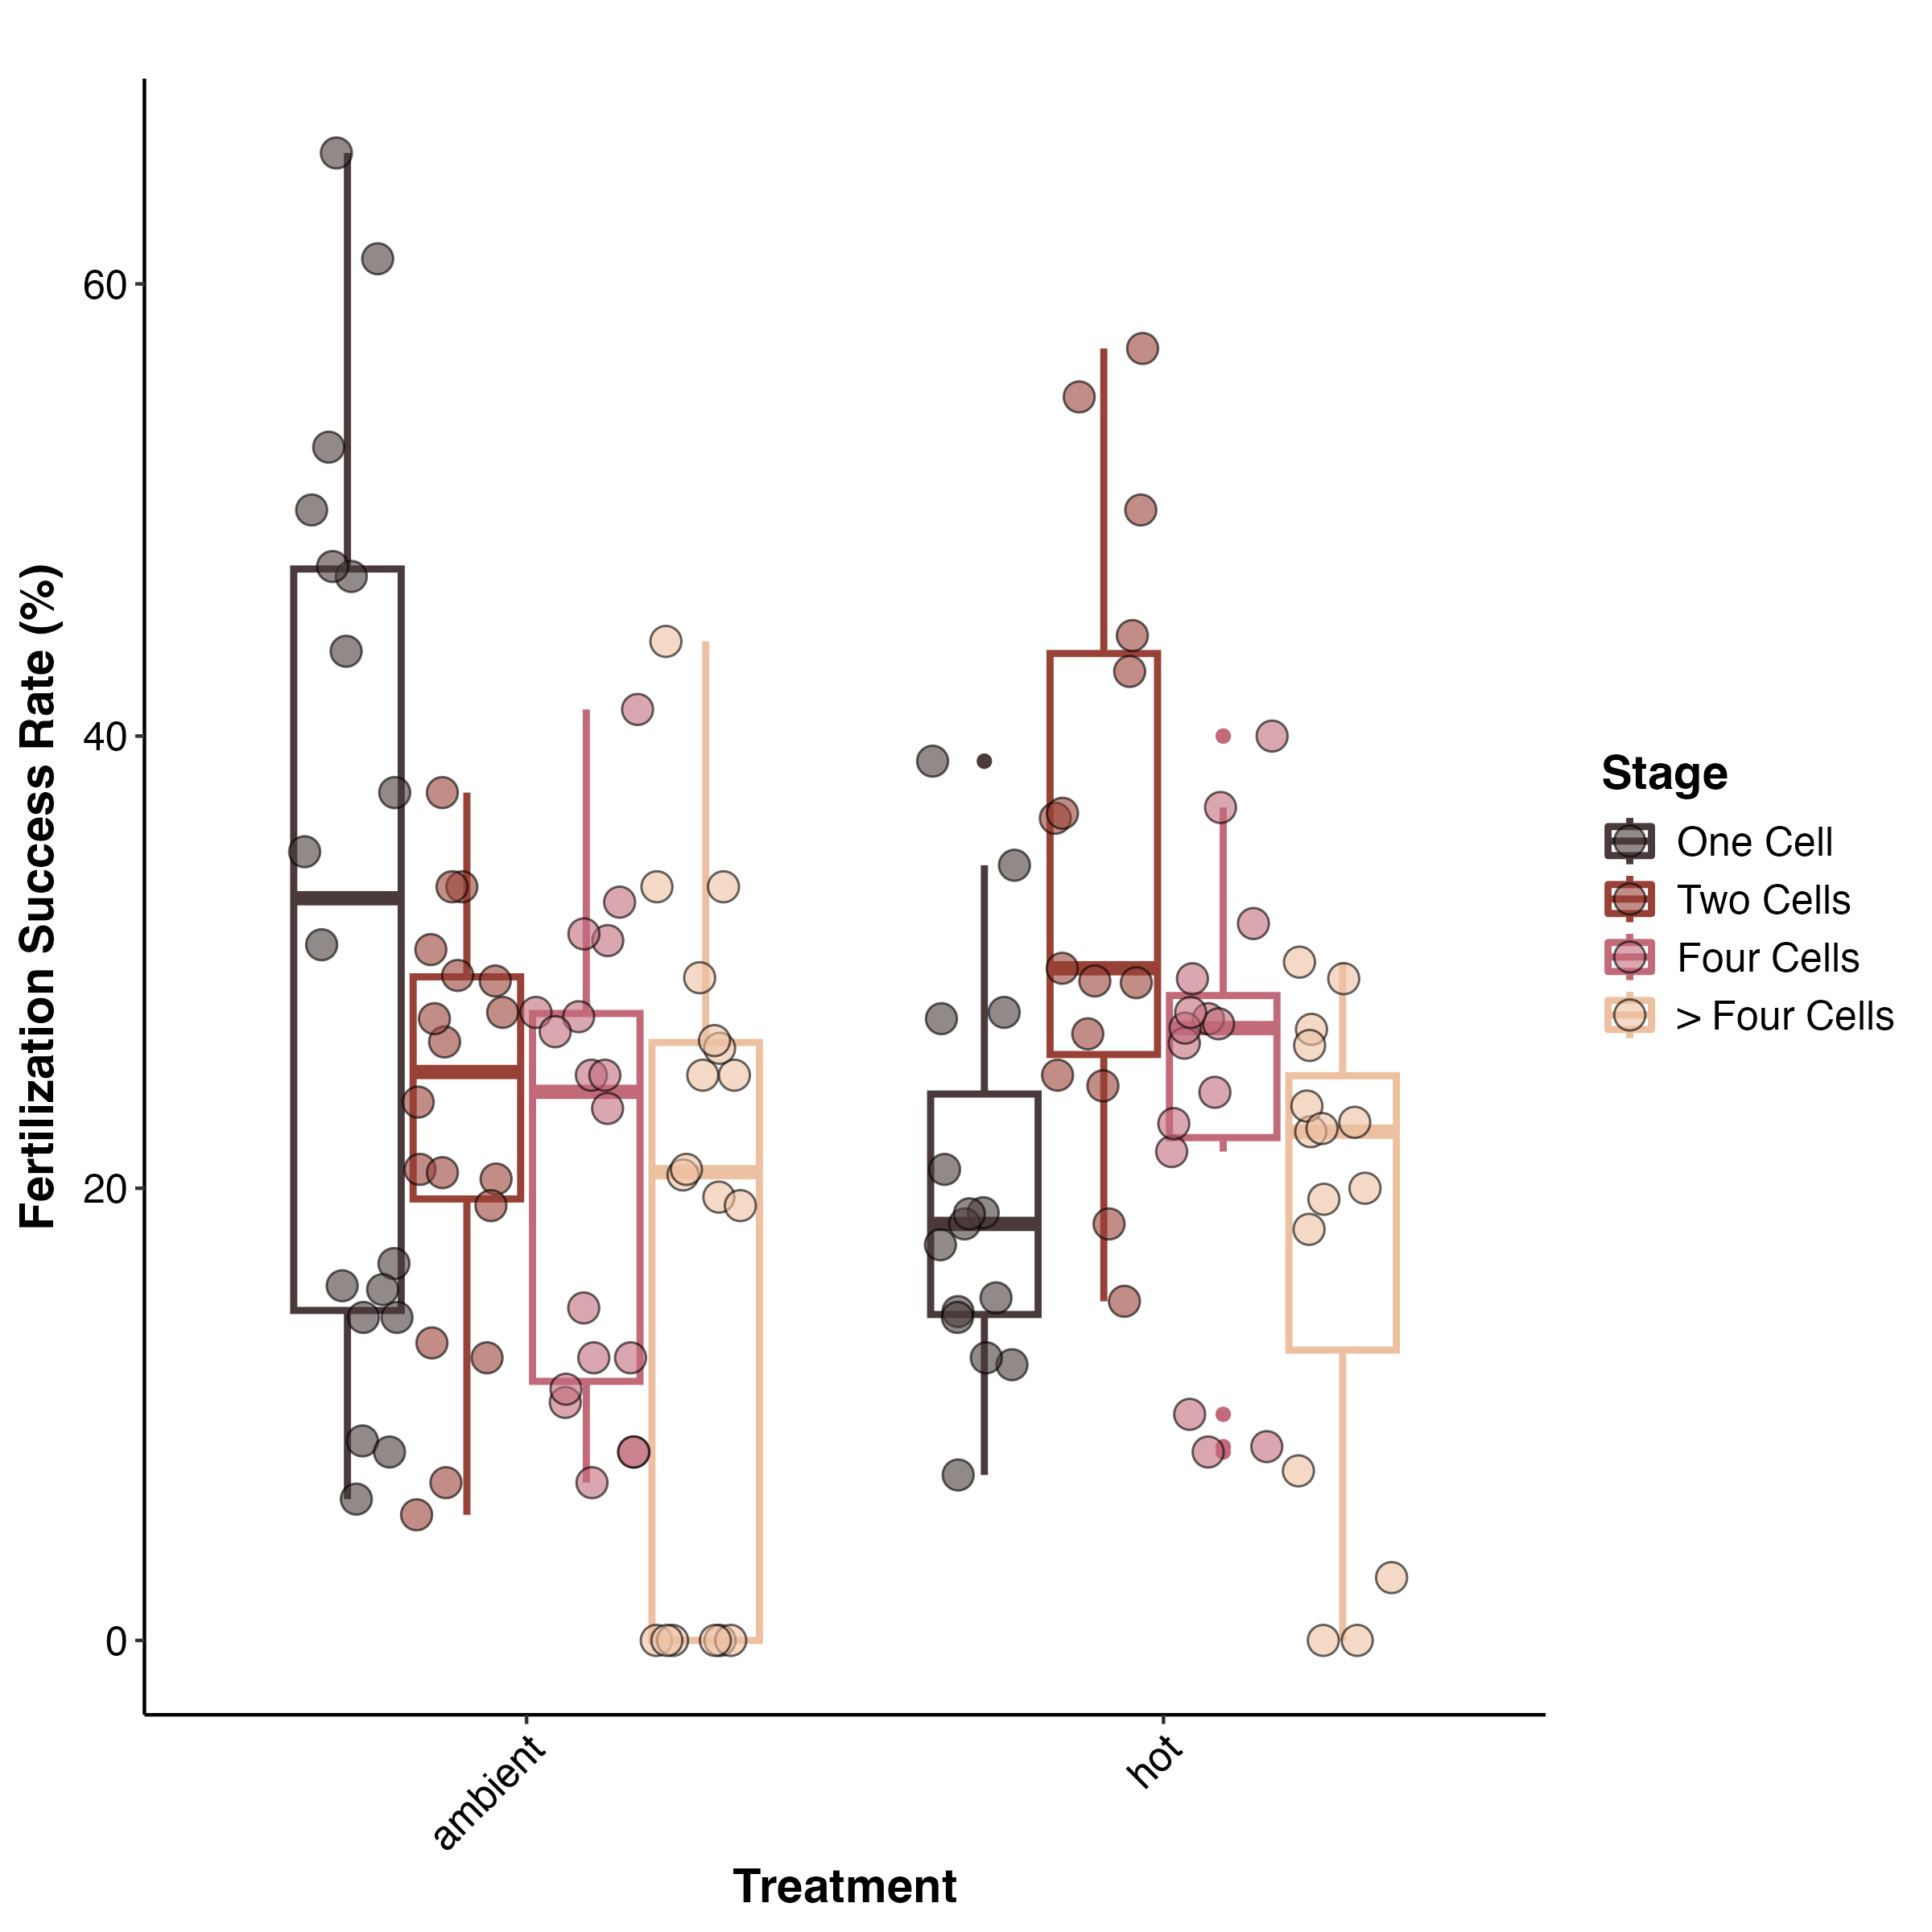 Fertilization Success Rate (%)
60
40
20
0
ambient
hot
Treatment
Stage
One Cell
Two Cells
Four Cells
> Four Cells